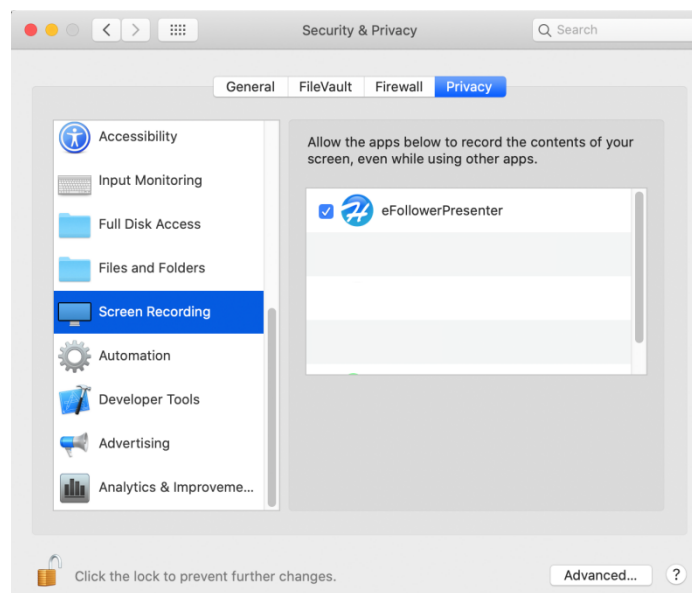 Security & Privacy
Search
General
FileVault
Firewall
Privacy
Accessibility
Input Monitoring
Full Disk Access
Files and Folders
Screen Recording
Automation
Developer Tools
Advertising
Analytics & Improveme...
Allow the apps below to record the contents of your
screen, even while using other apps.
eFollowerPresenter
Click the lock to prevent further changes.
Advanced...
?